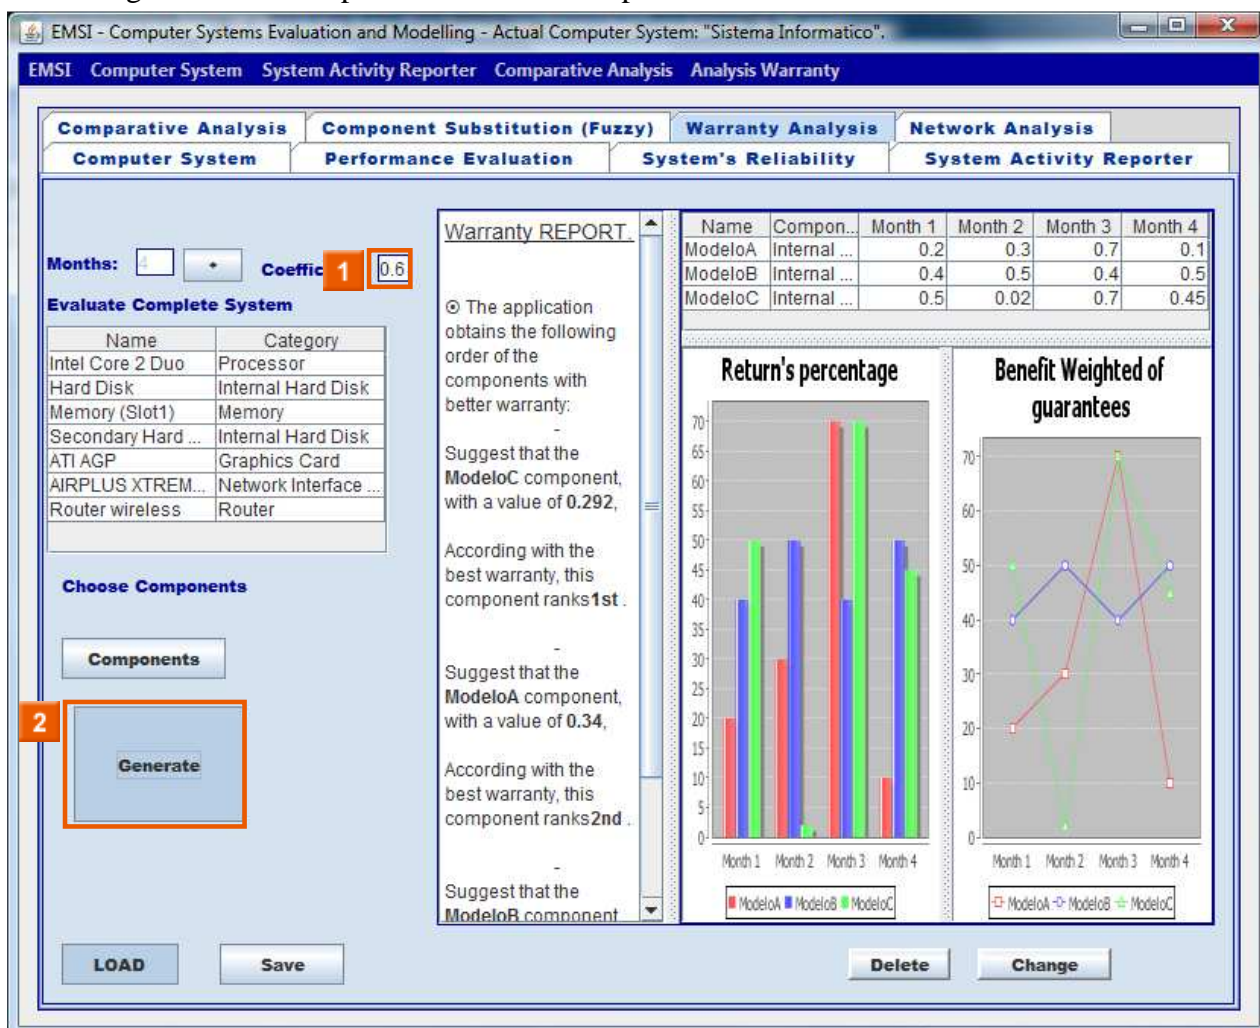 EMSI - Computer Systems Evaluation and Modelling - Actual Computer System: "Sistema Informatico".
EMSI Computer System System Activity Reporter Comparative Analysis Analysis Warranty
Comparative Analysis Component Substitution (Fuzzy) Warranty Analysis Network Analysis
Computer System Performance Evaluation System's Reliability System Activity Reporter
Months: 4 Coeffic 1 0.6
Evaluate Complete System
Name Category
Intel Core 2 Duo Processor
Hard Disk Internal Hard Disk
Memory (Slot1) Memory
Secondary Hard ... Internal Hard Disk
ATI AGP Graphics Card
AIRPLUS XTREM... Network Interface ...
Router wireless Router
Choose Components
Components
2
Generate
LOAD Save
Warranty REPORT.
The application
obtains the following
order of the
components with
better warranty:
-
Suggest that the
ModeloC component,
with a value of 0.292,
According with the
best warranty, this
component ranks1st .
-
Suggest that the
ModeloA component,
with a value of 0.34,
According with the
best warranty, this
component ranks2nd .
-
Suggest that the
ModeloB component
Name Compon... Month 1 Month 2 Month 3 Month 4
ModeloA Internal ... 0.2 0.3 0.7 0.1
ModeloB Internal ... 0.4 0.5 0.4 0.5
ModeloC Internal ... 0.5 0.02 0.7 0.45
Return's percentage
70
65
60
55
50
45
40
35
30
25
20
15
10
5
0
Month 1 Month 2 Month 3 Month 4
ModeloA ModeloB ModeloC
Benefit Weighted of
guarantees
70
60
50
40
30
20
10
0
Month 1 Month 2 Month 3 Month 4
ModeloA ModeloB ModeloC
Delete Change